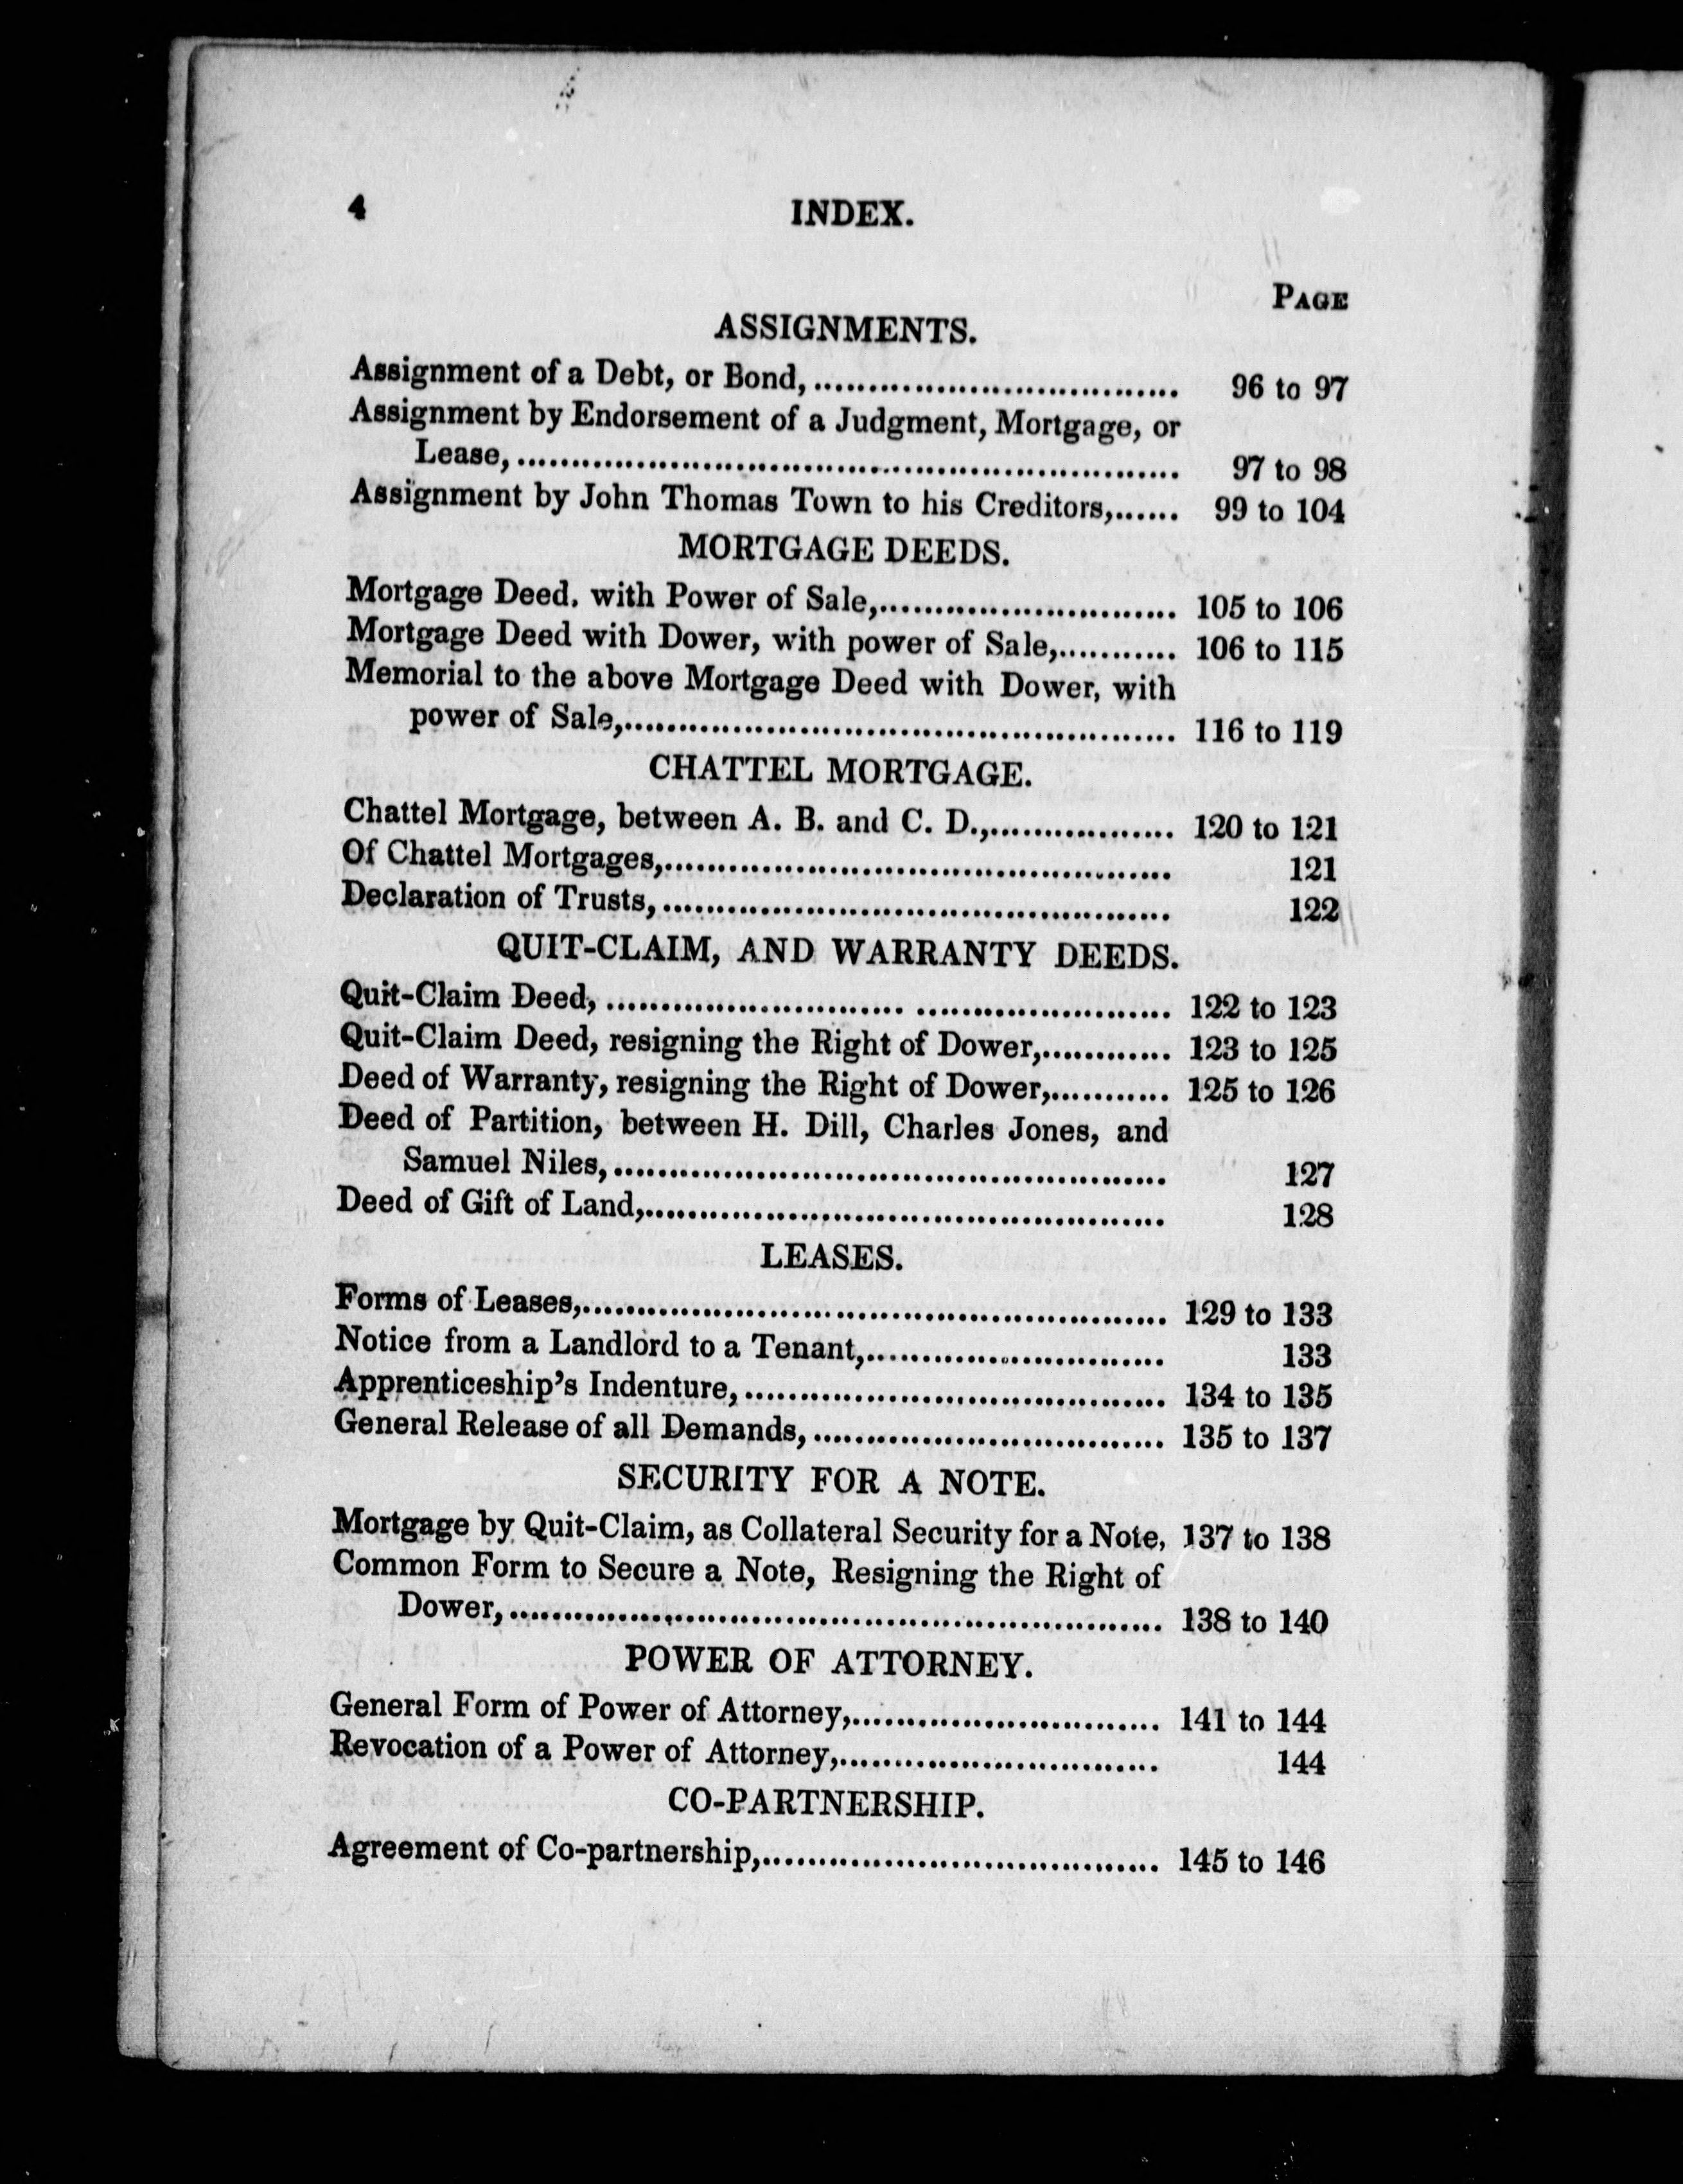 4 INDEX.
PAGE
ASSIGNMENTS.
Assignment of a Debt, or Bond,.................................. 96 to 97
Assignment by Endorsement of a Judgment, Mortgage, or
Lease,.............................................................. 97 to 98
Assignment by John Thomas Town to his Creditors,...... 99 to 104
MORTGAGE DEEDS.
Mortgage Deed. with Power of Sale,............................ 105 to 106
Mortgage Deed with Dower, with power of Sale,........... 106 to 115
Memorial to the above Mortgage Deed with Dower, with
power of Sale,.................................................... 116 to 119
CHATTEL MORTGAGE.
Chattel Mortgage, between A. B. and C. D.,................. 120 to 121
Of Chattel Mortgages,............................................... 121
Declaration of Trusts,............................................... 122
QUIT-CLAIM, AND WARRANTY DEEDS.
Quit-Claim Deed, ............................ ........................ 122 to 123
Quit-Claim Deed, resigning the Right of Dower,............ 123 to 125
Deed of Warranty, resigning the Right of Dower,........... 125 to 126
Deed of Partition, between H. Dill, Charles Jones, and
Samuel Niles,.................................................... 127
Deed of Gift of Land,................................................ 128
LEASES.
Forms of Leases,...................................................... 129 to 133
Notice from a Landlord to a Tenant,............................ 133
Apprenticeship's Indenture,....................................... 134 to 135
General Release of all Demands,................................. 135 to 137
SECURITY FOR A NOTE.
Mortgage by Quit-Claim, as Collateral Security for a Note, 137 to 138
Common Form to Secure a Note, Resigning the Right of
Dower,............................................................. 138 to 140
POWER OF ATTORNEY.
General Form of Power of Attorney,............................. 141 to 144
Revocation of a Power of Attorney,.............................. 144
CO-PARTNERSHIP.
Agreement of Co-partnership,..................................... 145 to 146